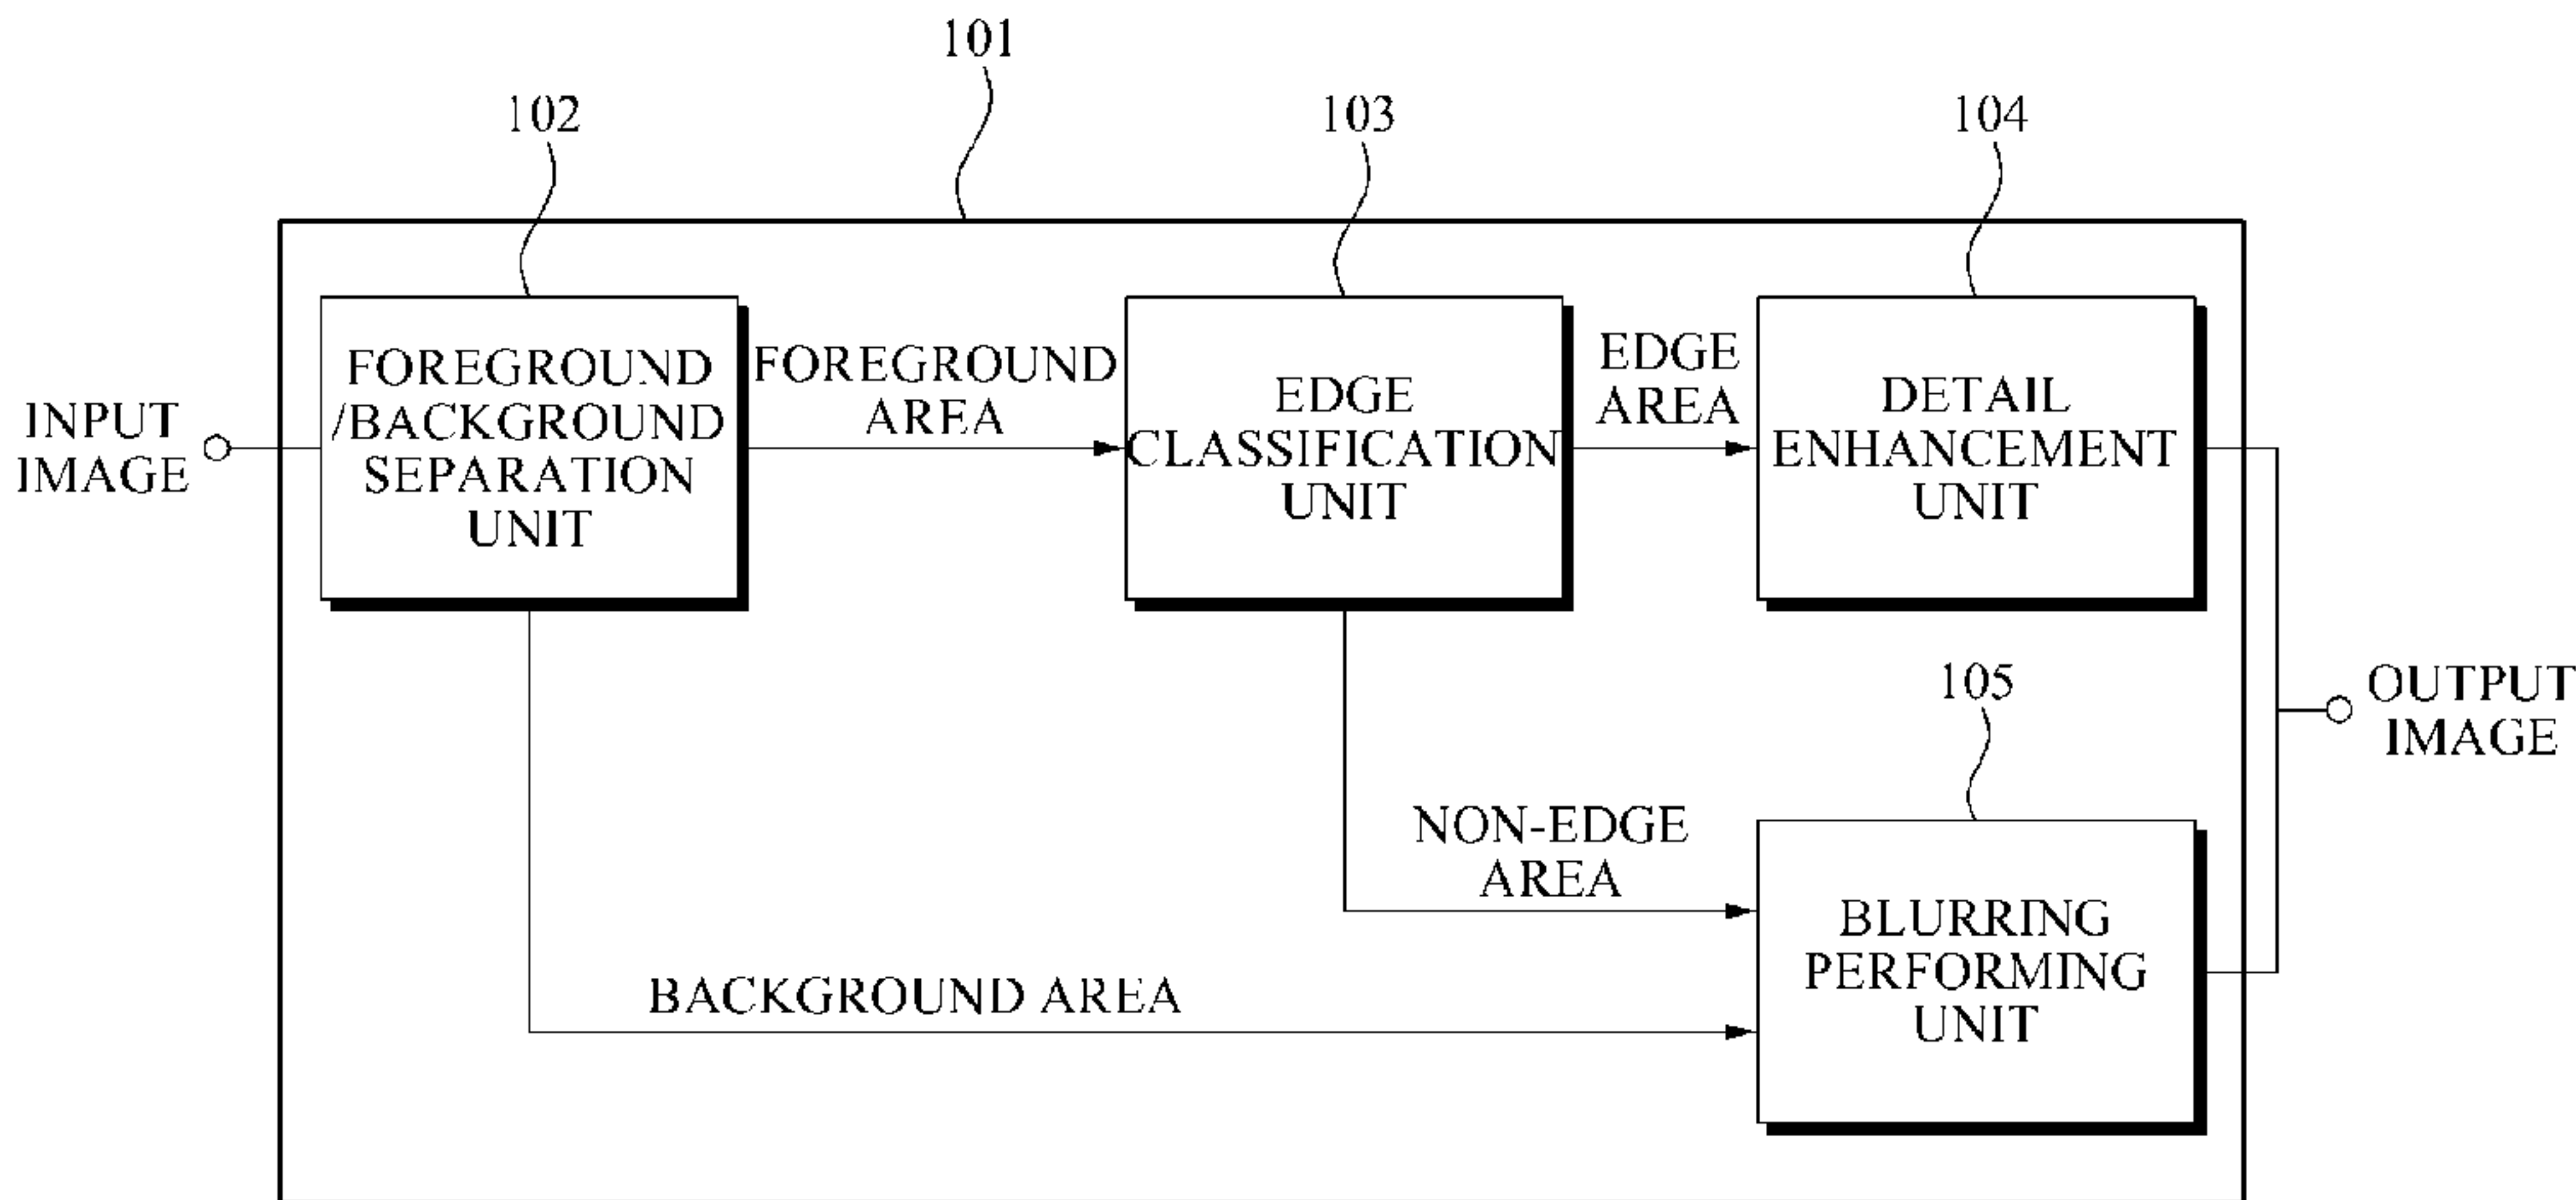 101
102
103
104
INPUT
IMAGE
FOREGROUND
/BACKGROUND
SEPARATION
UNIT
FOREGROUND
AREA
EDGE
CLASSIFICATION
UNIT
EDGE
AREA
DETAIL
ENHANCEMENT
UNIT
105
OUTPUT
IMAGE
NON-EDGE
AREA
BLURRING
PERFORMING
UNIT
BACKGROUND AREA